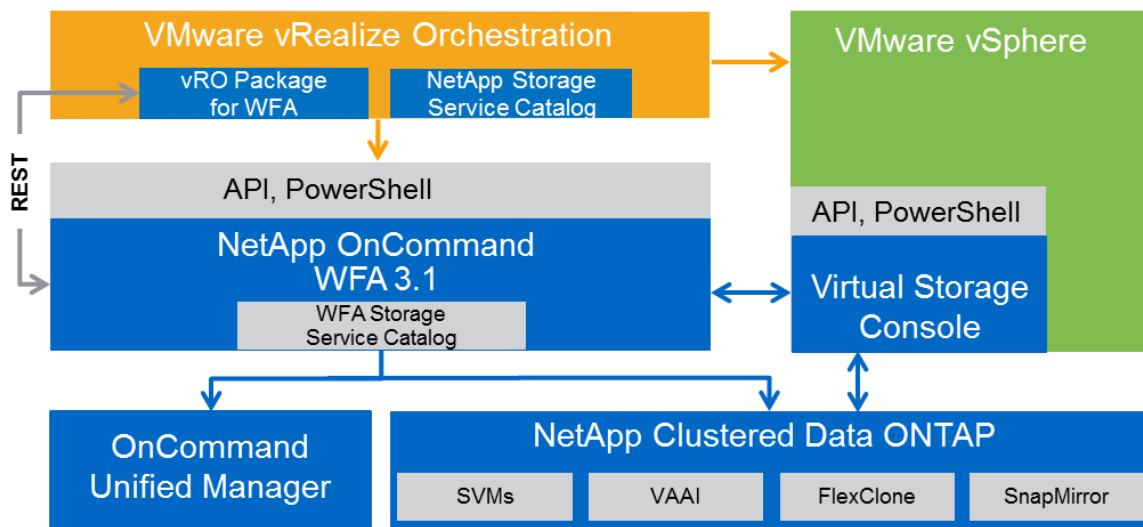 VMware vRealize Orchestration
vRO Package
for WFA
NetApp Storage
Service Catalog
VMware vSphere
REST
API, PowerShell
NetApp OnCommand
WFA 3.1
WFA Storage
Service Catalog
API, PowerShell
Virtual Storage
Console
OnCommand
Unified Manager
NetApp Clustered Data ONTAP
SVMs
VAAI
FlexClone
SnapMirror